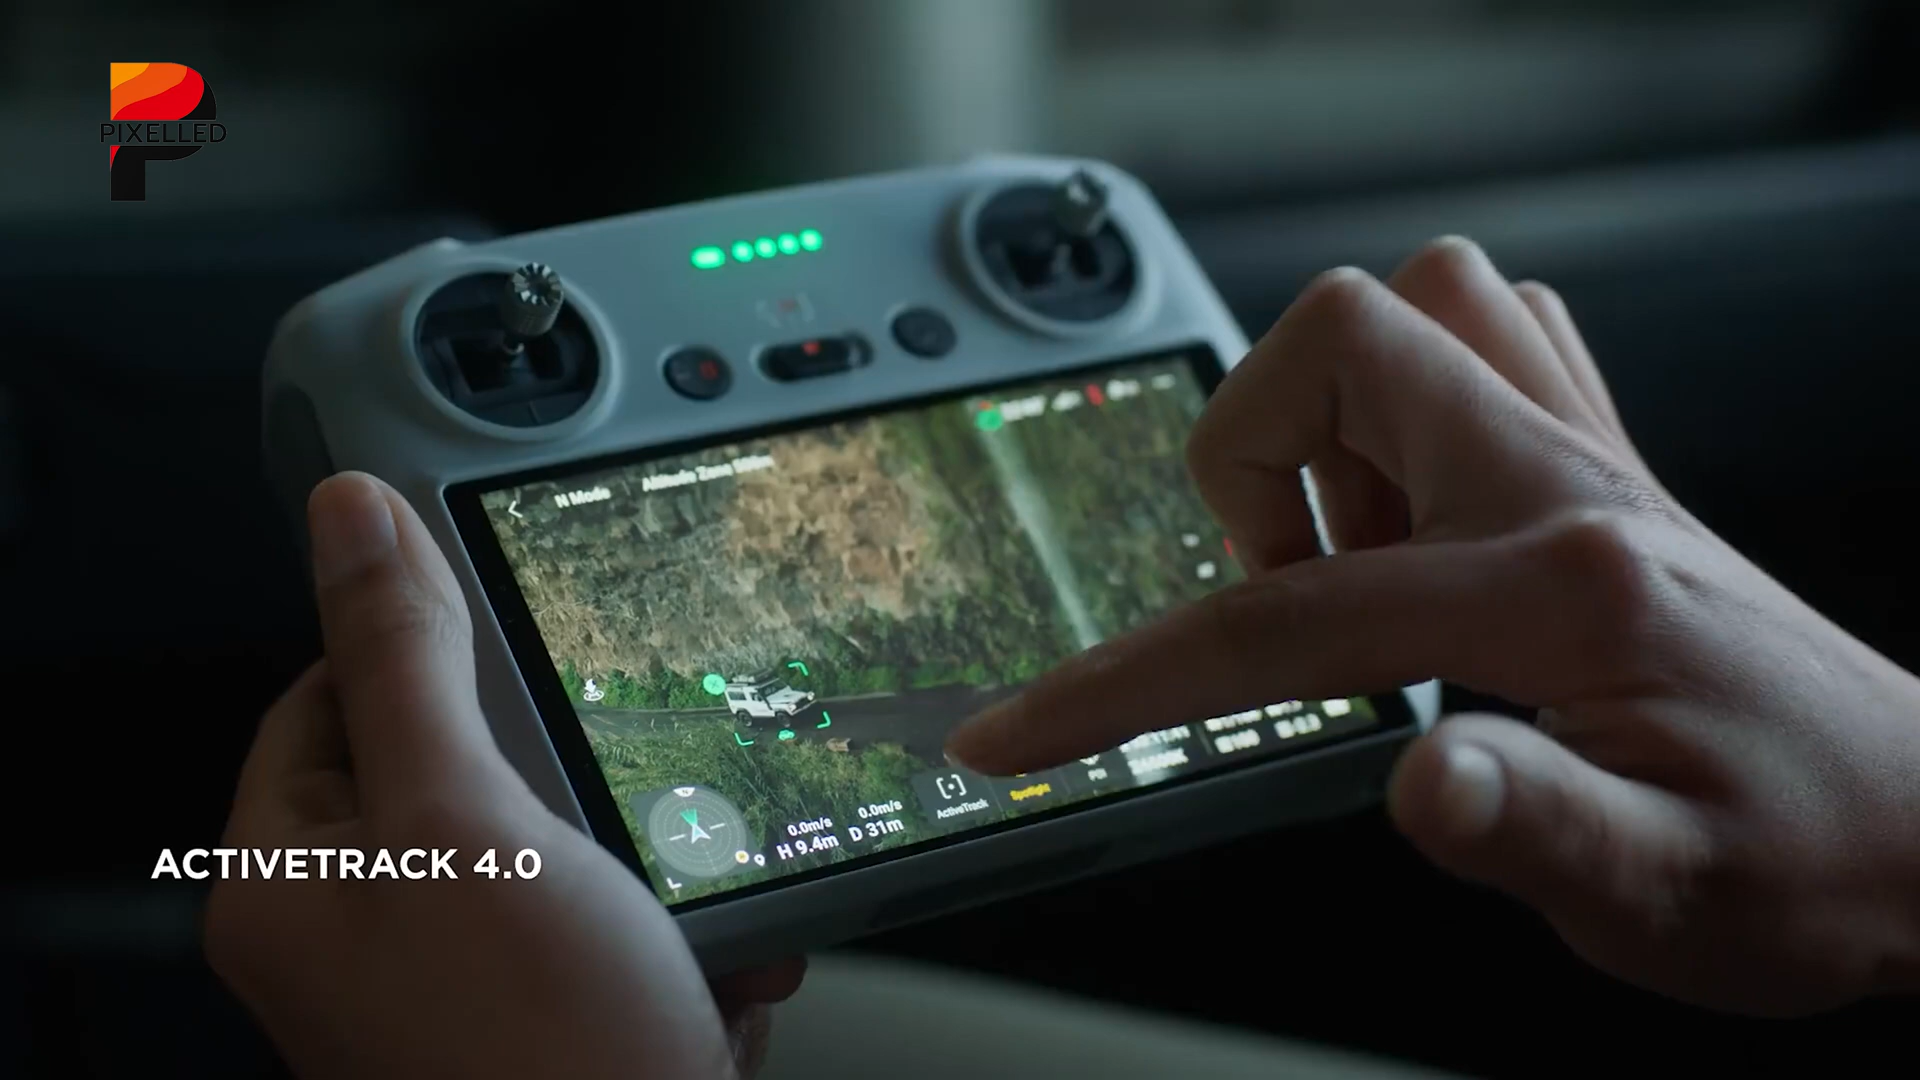 PIXELLED
N Mode
Altitude Zone
ActiveTrack
Spotlight
POI
0.0m/s
0.0m/s
H 9.4m
D 31m
N
L
ACTIVETRACK 4.0